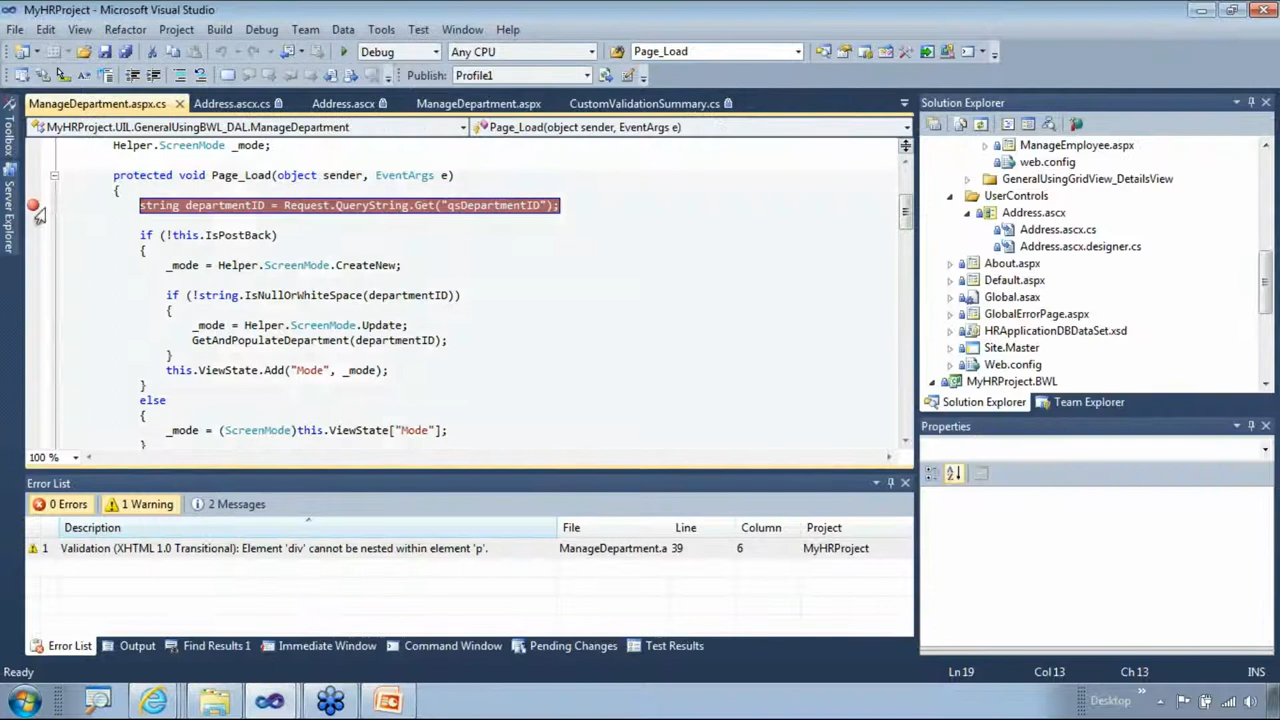 MyHRProject - Microsoft Visual Studio
File Edit View Refactor Project Build Debug Team Data Tools Test Window Help
Debug Any CPU Page_Load
Publish: Profile1
ManageDepartment.aspx.cs Address.ascx.cs Address.ascx ManageDepartment.aspx CustomValidationSummary.cs
MyHRProject.UIL.GeneralUsingBWL_DAL.ManageDepartment Page_Load(object sender, EventArgs e)
Helper.ScreenMode _mode;
protected void Page_Load(object sender, EventArgs e)
{
string departmentID = Request.QueryString.Get("qsDepartmentID");
if (!this.IsPostBack)
{
_mode = Helper.ScreenMode.CreateNew;
if (!string.IsNullOrWhiteSpace(departmentID))
{
_mode = Helper.ScreenMode.Update;
GetAndPopulateDepartment(departmentID);
}
this.ViewState.Add("Mode", _mode);
}
else
{
_mode = (ScreenMode)this.ViewState["Mode"];
}
100 %
Toolbox
Server Explorer
Solution Explorer
ManageEmployee.aspx
web.config
GeneralUsingGridView_DetailsView
UserControls
Address.ascx
Address.ascx.cs
Address.ascx.designer.cs
About.aspx
Default.aspx
Global.asax
GlobalErrorPage.aspx
HRApplicationDBDataSet.xsd
Site.Master
Web.config
MyHRProject.BWL
Solution Explorer Team Explorer
Properties
Error List
0 Errors 1 Warning 2 Messages
Description File Line Column Project
1 Validation (XHTML 1.0 Transitional): Element 'div' cannot be nested within element 'p'. ManageDepartment.a 39 6 MyHRProject
Error List Output Find Results 1 Immediate Window Command Window Pending Changes Test Results
Ready Ln 19 Col 13 Ch 13 INS
Desktop